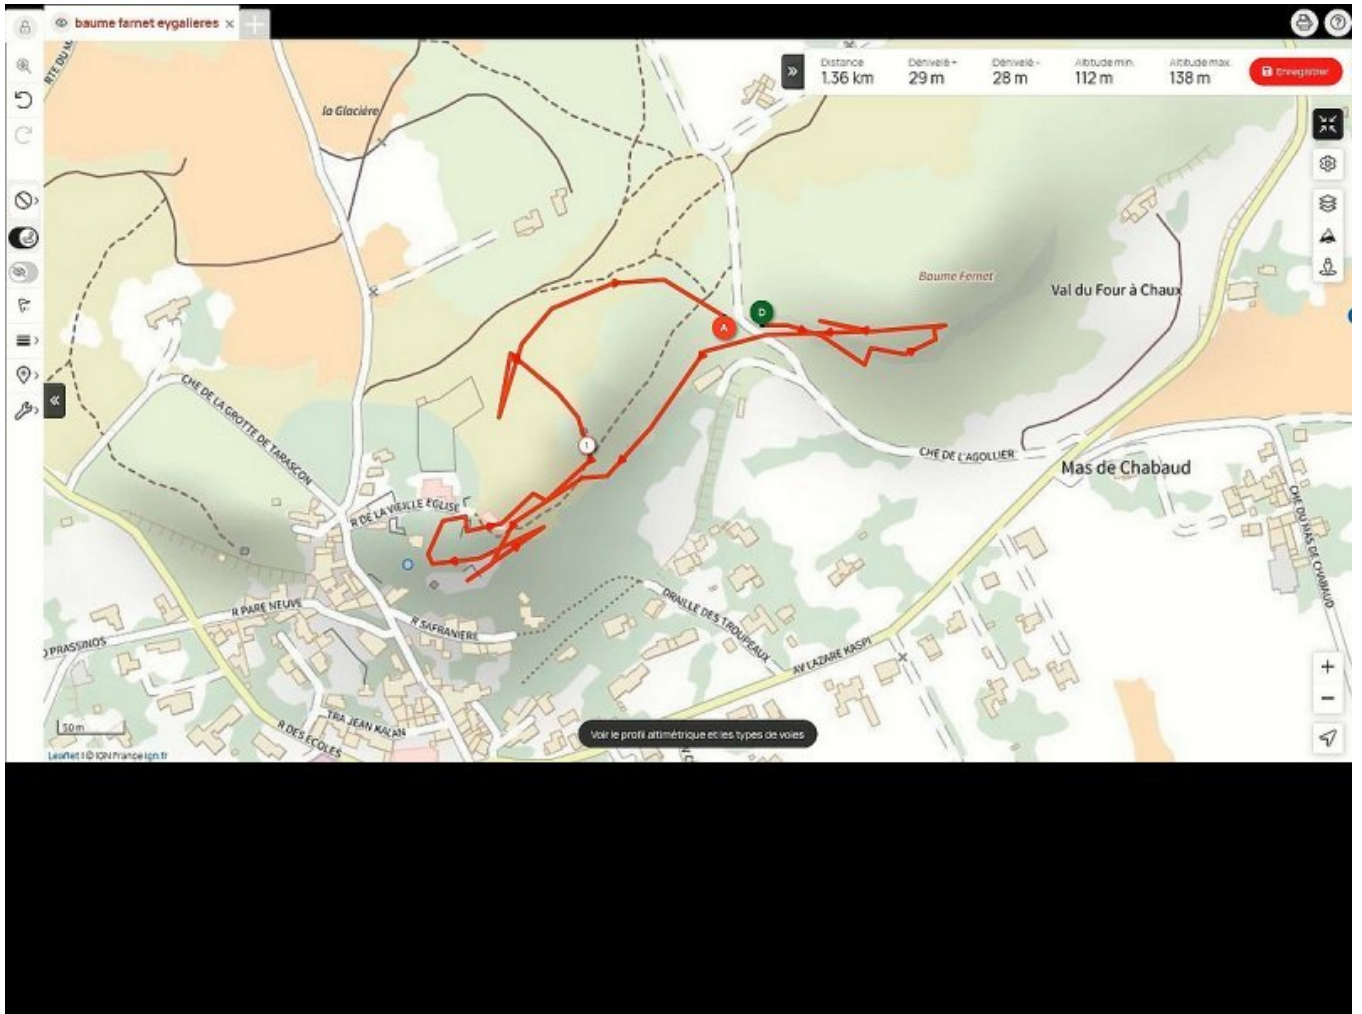 baume farnet eygalieres ×
Distance
1.36 km
Dénivelé +
29 m
Dénivelé -
28 m
Altitude min.
112 m
Altitude max.
138 m
Enregistrer
la Glacière
Baume Fernet
Val du Four à Chaux
D
A
CHE DE LA GROTTE DE TARASCON
1
CHE DE L'AGOLLIER
Mas de Chabaud
R DE LA VIEILLE EGLISE
CHE DU MAS DE CHABAUD
R PARE NEUVE
R SAFRANIERE
DRAILLE DES TROUPEAUX
PRASSINOS
AV LAZARE KASPI
TRA JEAN KALAN
R DES ECOLES
50 m
Voir le profil altimétrique et les types de voies
Leaflet | © IGN France ign.fr